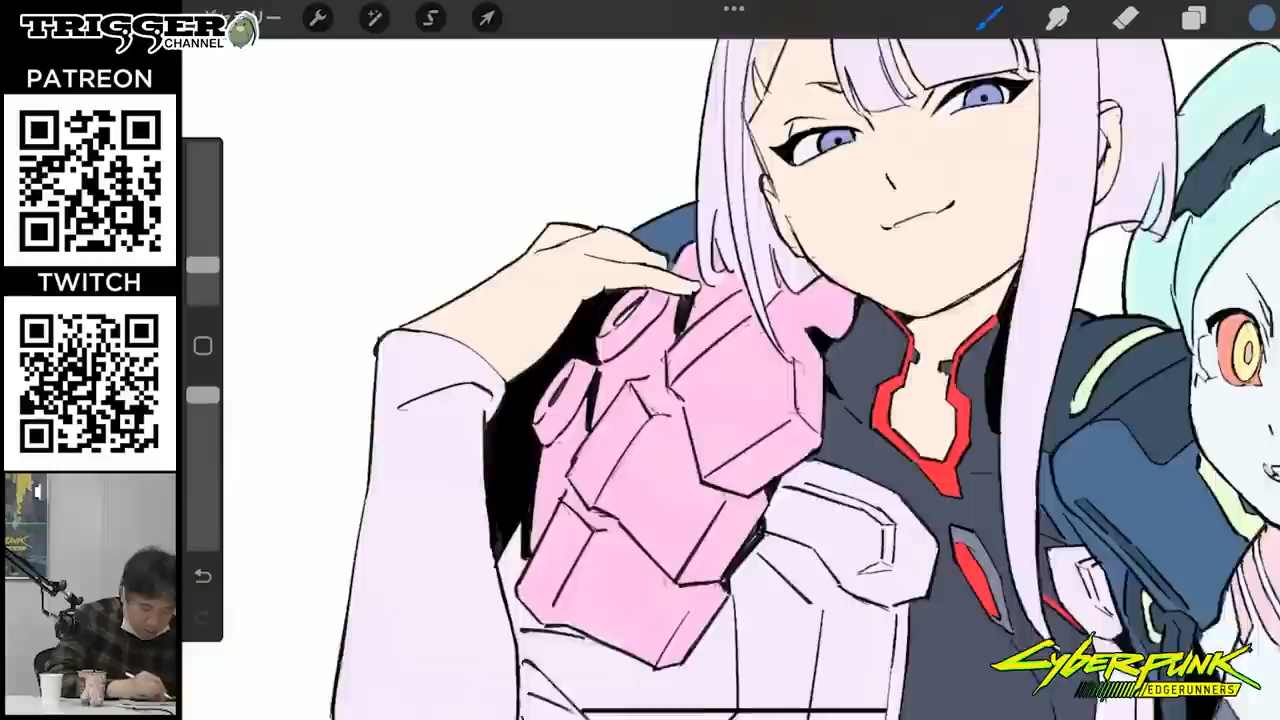 TRIGGER
CHANNEL
PATREON
TWITCH
CYBERPUNK
EDGERUNNERS